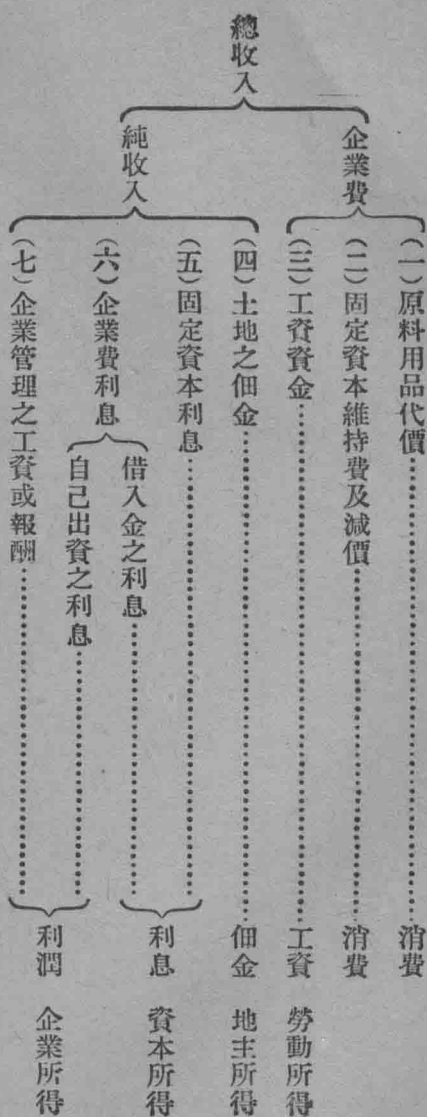 總收入
企業費
純收入
（一）原料用品代價……消費
（二）固定資本維持費及減價……消費
（三）工資資金……工資　勞動所得
（四）土地之佃金……佃金　地主所得
（五）固定資本利息……
（六）企業費利息
借入金之利息……
利息　資本所得
自己出資之利息……
（七）企業管理之工資或報酬……
利潤　企業所得